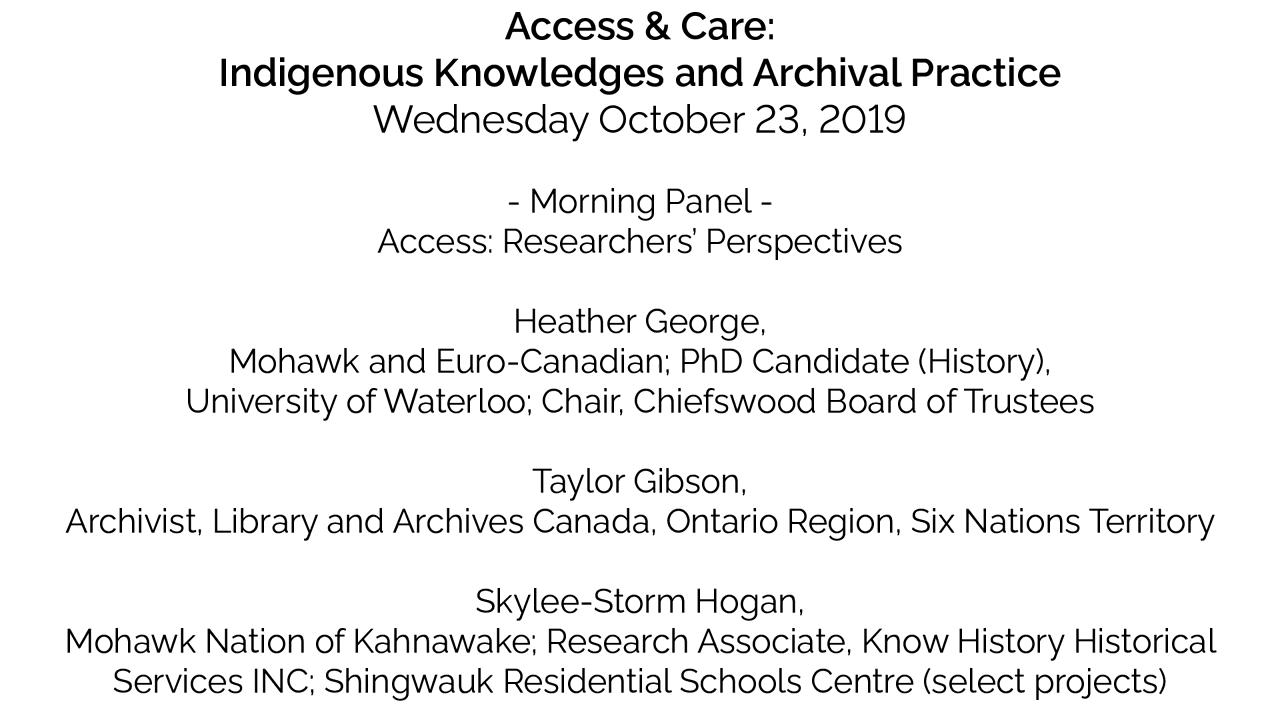 Access & Care:
Indigenous Knowledges and Archival Practice
Wednesday October 23, 2019
- Morning Panel -
Access: Researchers’ Perspectives
Heather George,
Mohawk and Euro-Canadian; PhD Candidate (History),
University of Waterloo; Chair, Chiefswood Board of Trustees
Taylor Gibson,
Archivist, Library and Archives Canada, Ontario Region, Six Nations Territory
Skylee-Storm Hogan,
Mohawk Nation of Kahnawake; Research Associate, Know History Historical
Services INC; Shingwauk Residential Schools Centre (select projects)